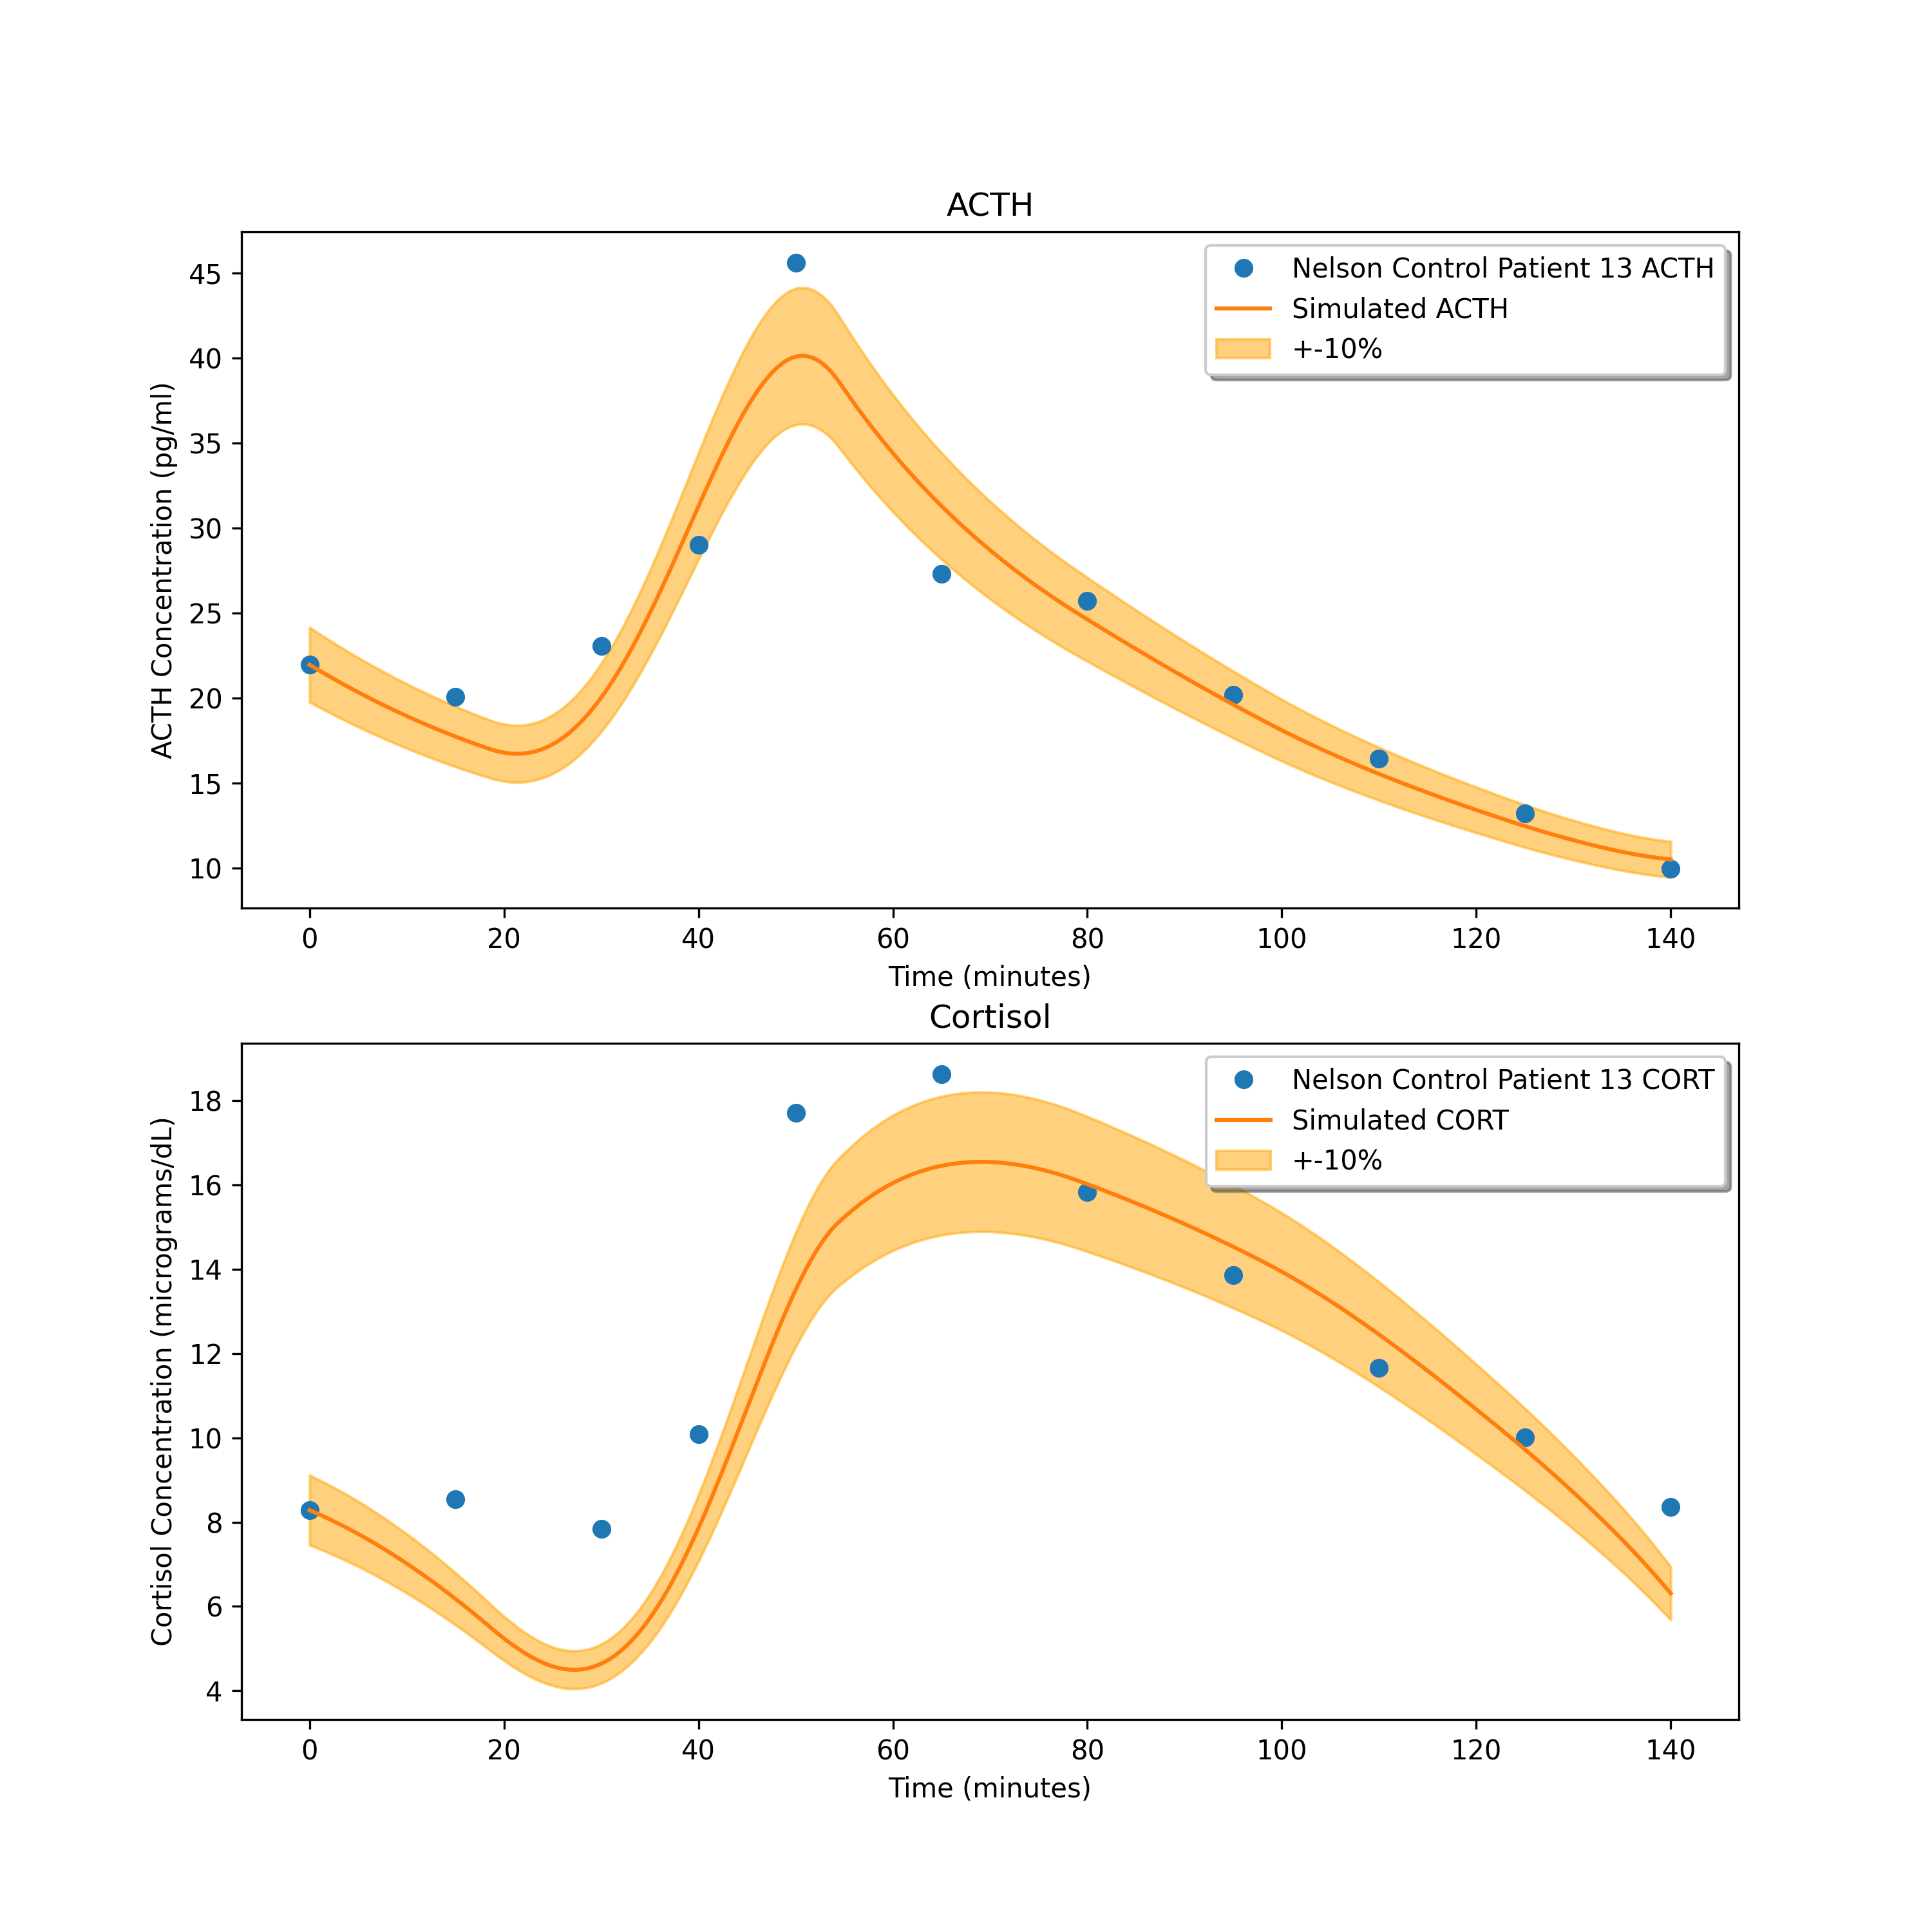 ACTH
ACTH Concentration (pg/ml)
45
40
35
30
25
20
15
10
Nelson Control Patient 13 ACTH
Simulated ACTH
+-10%
0 20 40 60 80 100 120 140
Time (minutes)
Cortisol
Cortisol Concentration (micrograms/dL)
18
16
14
12
10
8
6
4
Nelson Control Patient 13 CORT
Simulated CORT
+-10%
0 20 40 60 80 100 120 140
Time (minutes)